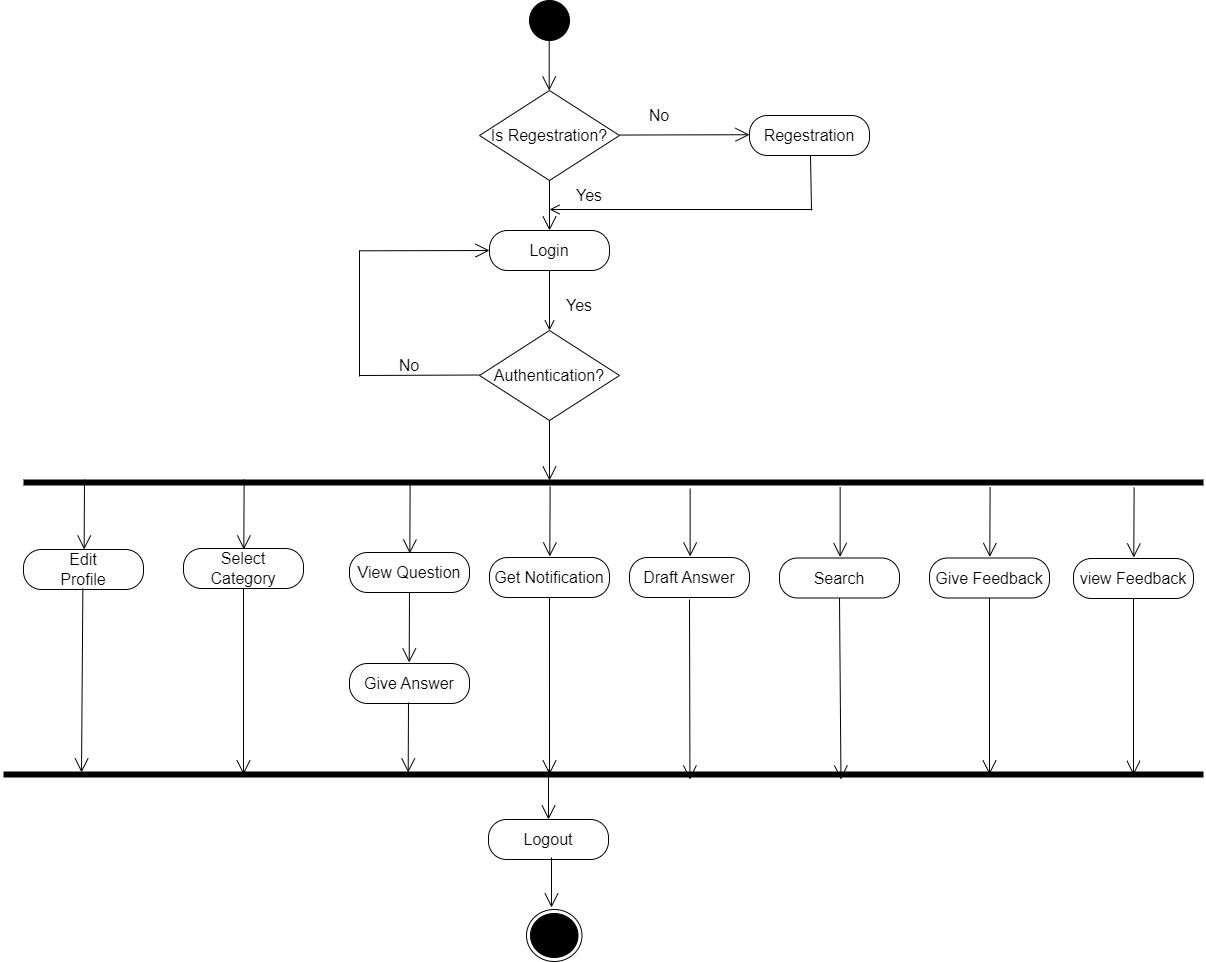 No
Is Regestration?
Regestration
Yes
Login
Yes
No
Authentication?
Edit
Profile
Select
Category
View Question
Get Notification
Draft Answer
Search
Give Feedback
view Feedback
Give Answer
Logout